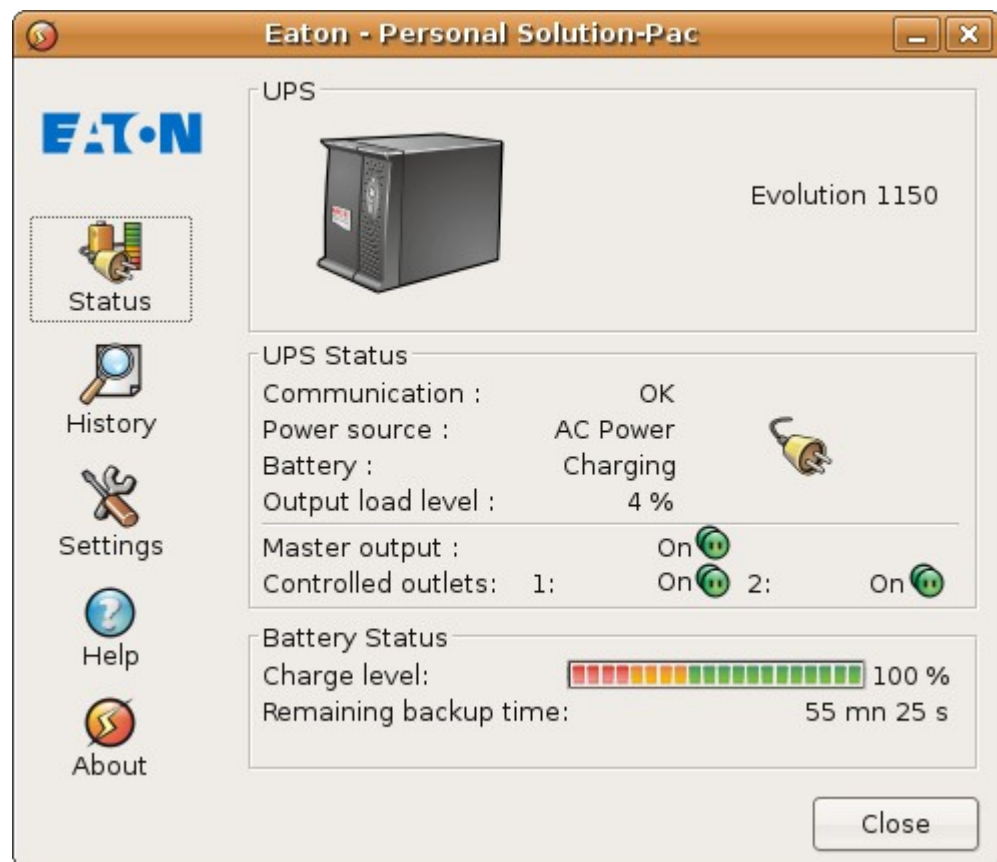 Eaton - Personal Solution-Pac
EATON
Status
History
Settings
Help
About
UPS
Evolution 1150
UPS Status
Communication : OK
Power source : AC Power
Battery : Charging
Output load level : 4 %
Master output : On
Controlled outlets: 1: On 2: On
Battery Status
Charge level: 100 %
Remaining backup time: 55 mn 25 s
Close